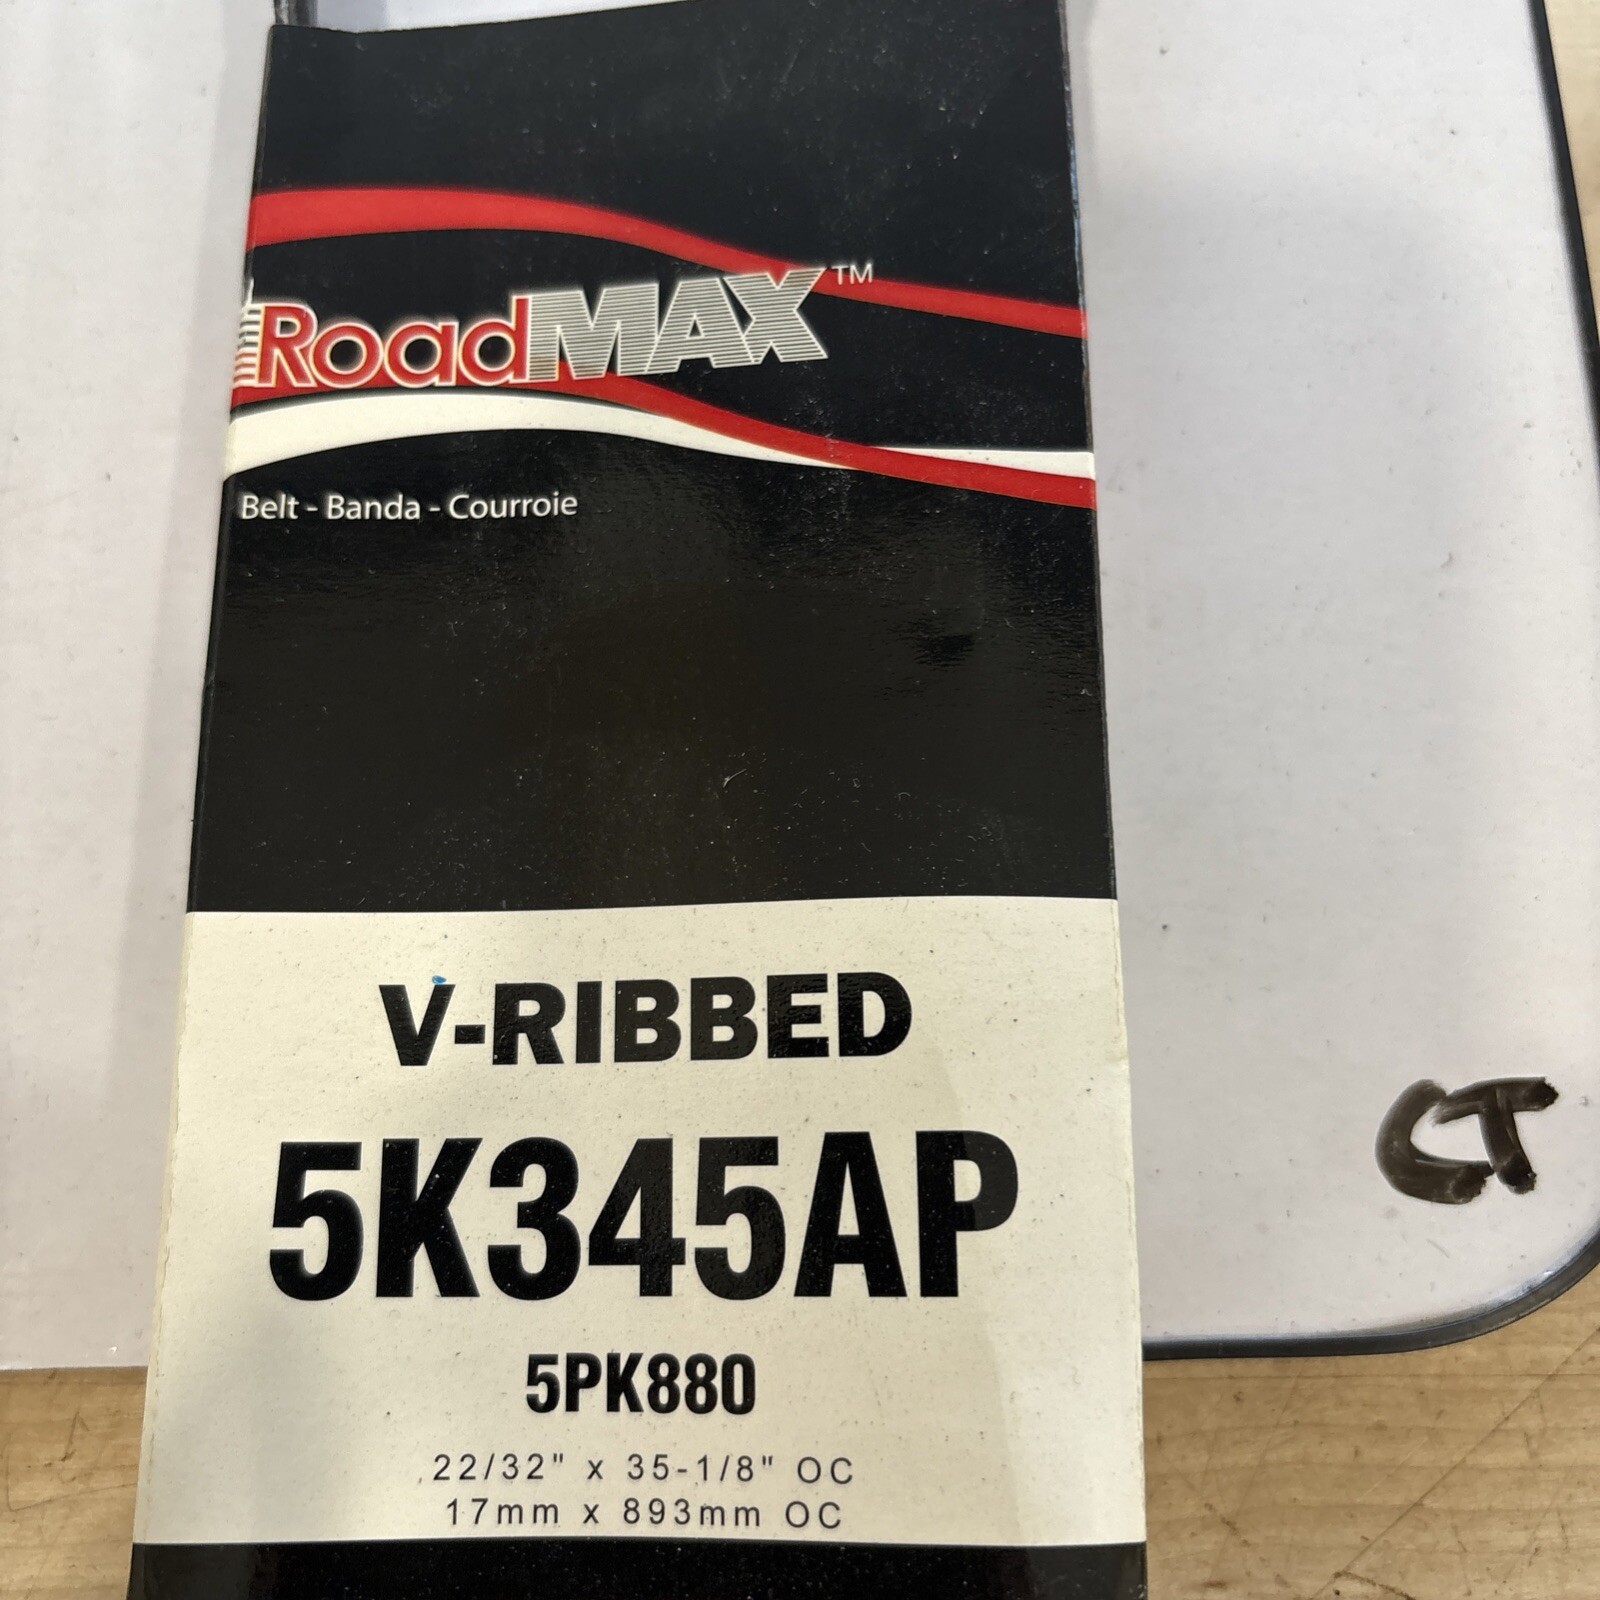 RoadMAX™
Belt - Banda - Courroie
V-RIBBED
5K345AP
5PK880
22/32" x 35-1/8" OC
17mm x 893mm OC
CT